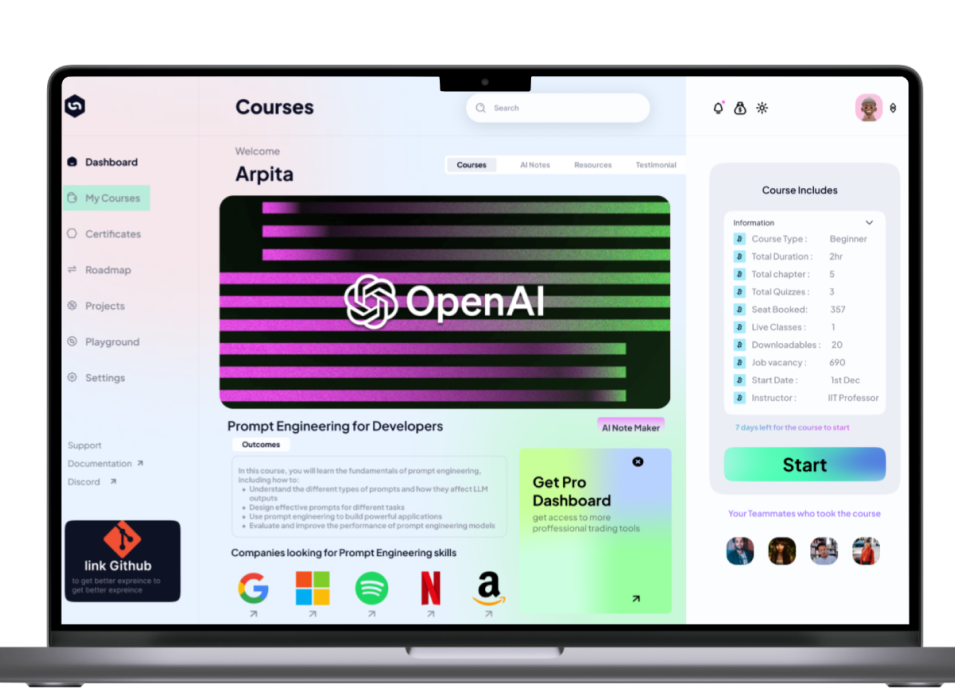 Courses
Search
Dashboard
My Courses
Certificates
Roadmap
Projects
Playground
Settings
Support
Documentation
Discord
link Github
to get better expreince to
get better expreince
Welcome
Arpita
Courses
AI Notes
Resources
Testimonial
OpenAI
Prompt Engineering for Developers
AI Note Maker
Outcomes
In this course, you will learn the fundamentals of prompt engineering,
including how to:
Understand the different types of prompts and how they affect LLM
outputs
Design effective prompts for different tasks
Use prompt engineering to build powerful applications
Evaluate and improve the performance of prompt engineering models
Get Pro
Dashboard
get access to more
proffessional trading tools
Companies looking for Prompt Engineering skills
Course Includes
Information
Course Type : Beginner
Total Duration : 2hr
Total chapter : 5
Total Quizzes : 3
Seat Booked: 357
Live Classes : 1
Downloadables : 20
Job vacancy : 690
Start Date : 1st Dec
Instructor : IIT Professor
7 days left for the course to start
Start
Your Teammates who took the course